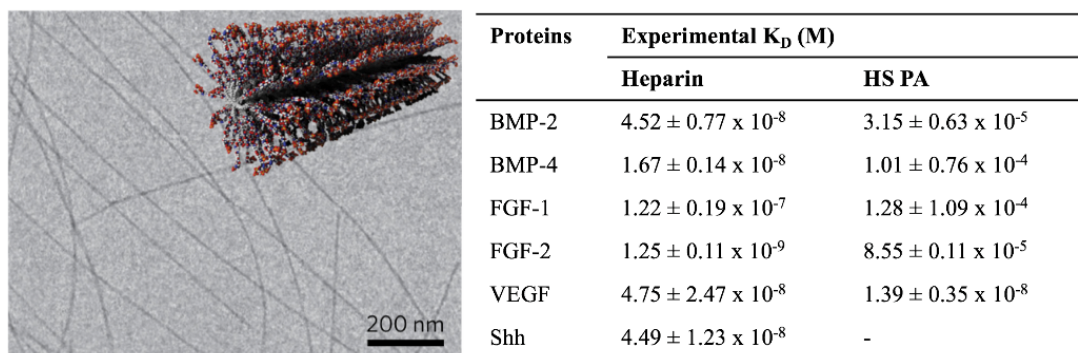 200 nm
Proteins Experimental K_D (M)
Heparin HS PA
BMP-2 4.52 ± 0.77 x 10^-8 3.15 ± 0.63 x 10^-5
BMP-4 1.67 ± 0.14 x 10^-8 1.01 ± 0.76 x 10^-4
FGF-1 1.22 ± 0.19 x 10^-7 1.28 ± 1.09 x 10^-4
FGF-2 1.25 ± 0.11 x 10^-9 8.55 ± 0.11 x 10^-5
VEGF 4.75 ± 2.47 x 10^-8 1.39 ± 0.35 x 10^-8
Shh 4.49 ± 1.23 x 10^-8 -